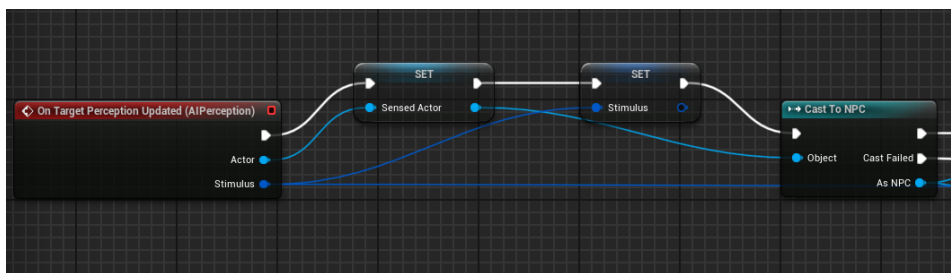 SET
Sensed Actor
SET
Stimulus
On Target Perception Updated (AIPerception)
Actor
Stimulus
Cast To NPC
Object
Cast Failed
As NPC